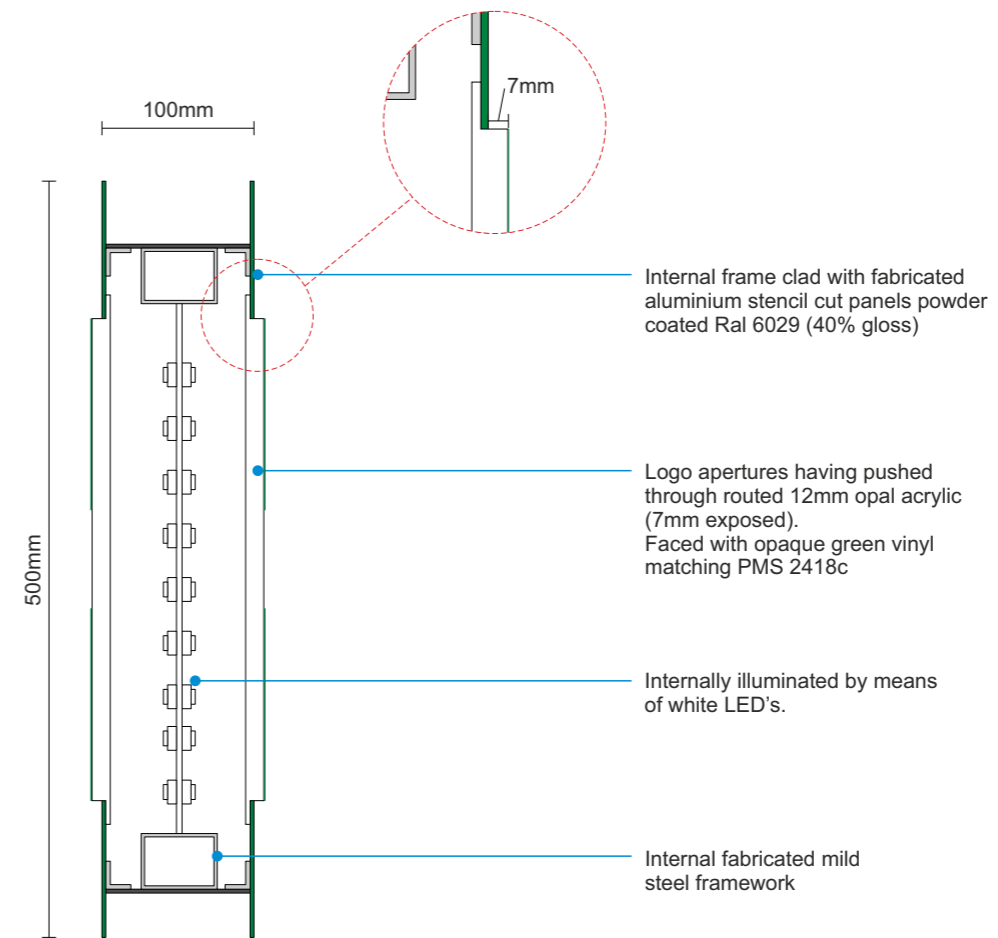 7mm
100mm
500mm
Internal frame clad with fabricated
aluminium stencil cut panels powder
coated Ral 6029 (40% gloss)
Logo apertures having pushed
through routed 12mm opal acrylic
(7mm exposed).
Faced with opaque green vinyl
matching PMS 2418c
Internally illuminated by means
of white LED’s.
Internal fabricated mild
steel framework